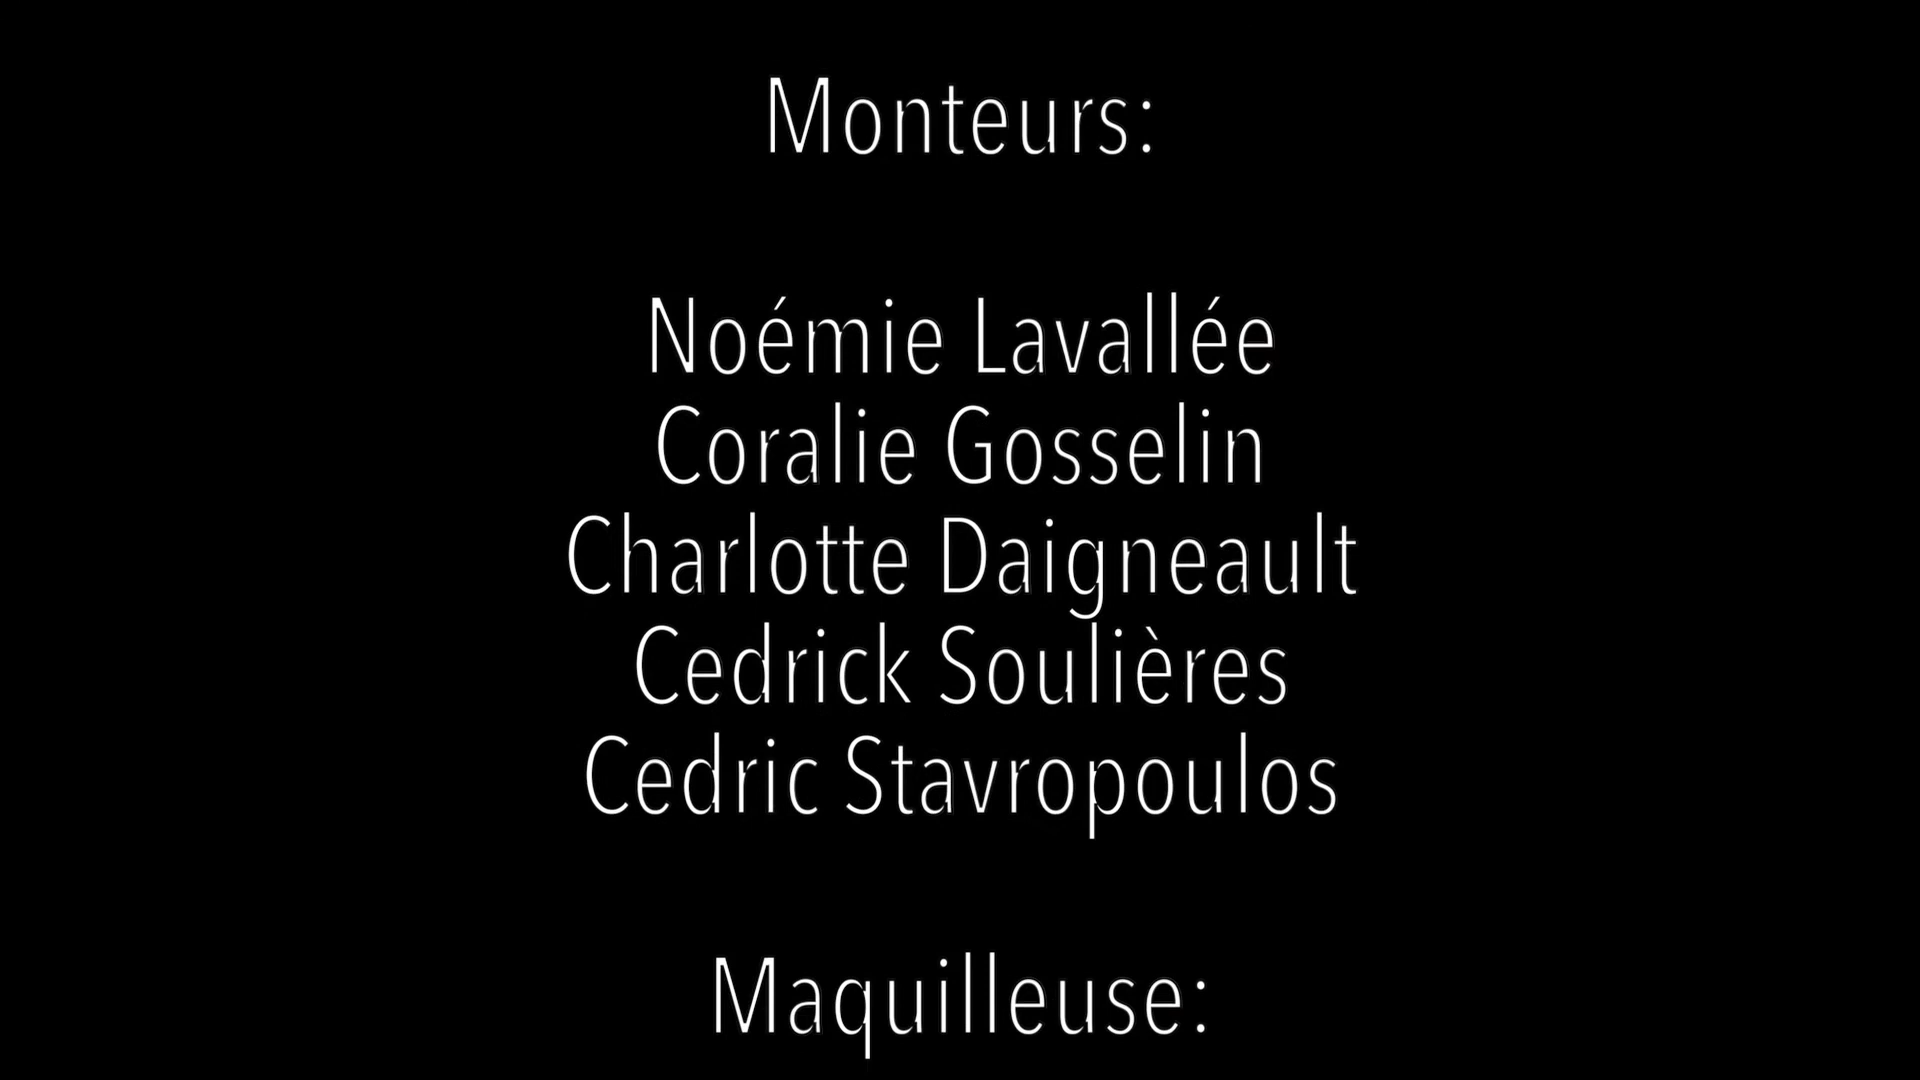 Monteurs:
Noémie Lavallée
Coralie Gosselin
Charlotte Daigneault
Cedrick Soulières
Cedric Stavropoulos
Maquilleuse: